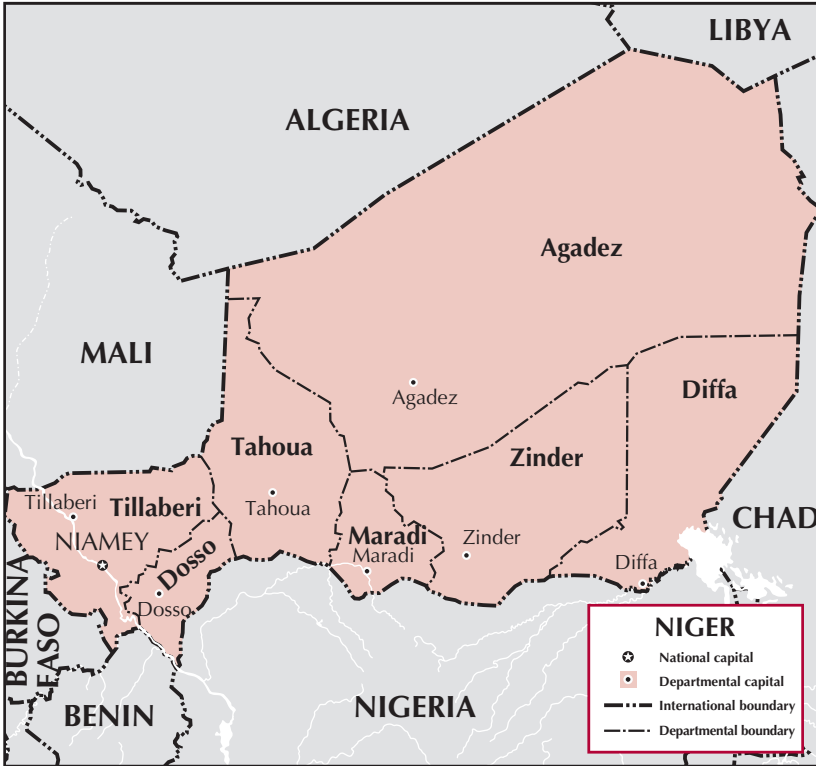 LIBYA
ALGERIA
Agadez
MALI
Agadez
Diffa
Tahoua
Zinder
Tillaberi
Tillaberi
Tahoua
CHAD
Maradi
NIAMEY
Zinder
Maradi
Dosso
Diffa
Dosso
BURKINA
FASO
BENIN
NIGERIA
NIGER
National capital
Departmental capital
International boundary
Departmental boundary